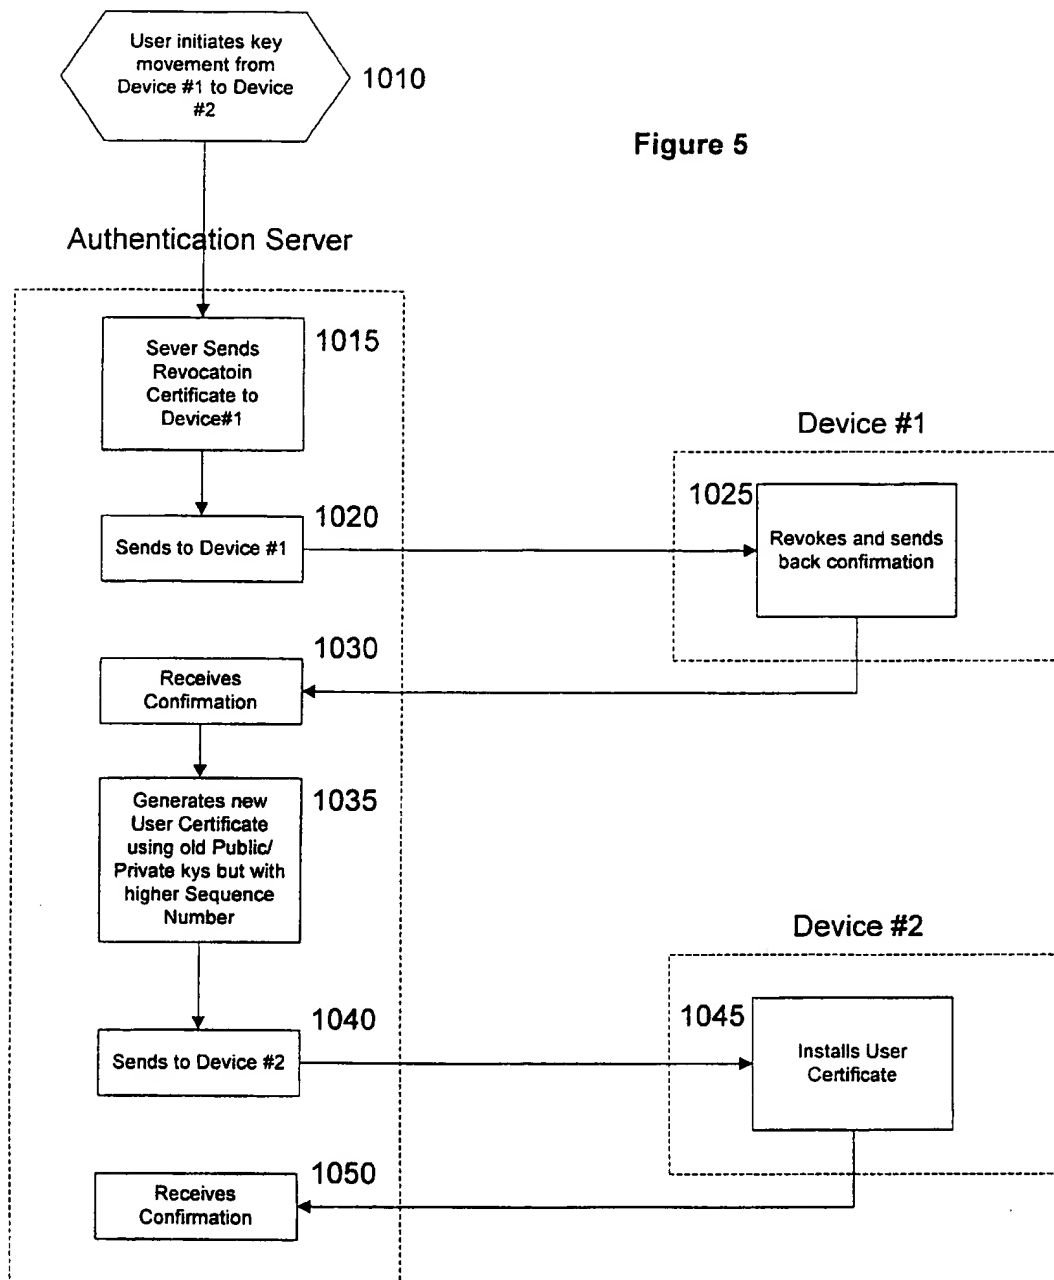 User initiates key
movement from
Device #1 to Device
#2
1010
Figure 5
Authentication Server
1015
Sever Sends
Revocatoin
Certificate to
Device#1
Device #1
1020
Sends to Device #1
1025
Revokes and sends
back confirmation
1030
Receives
Confirmation
1035
Generates new
User Certificate
using old Public/
Private kys but with
higher Sequence
Number
Device #2
1040
Sends to Device #2
1045
Installs User
Certificate
1050
Receives
Confirmation